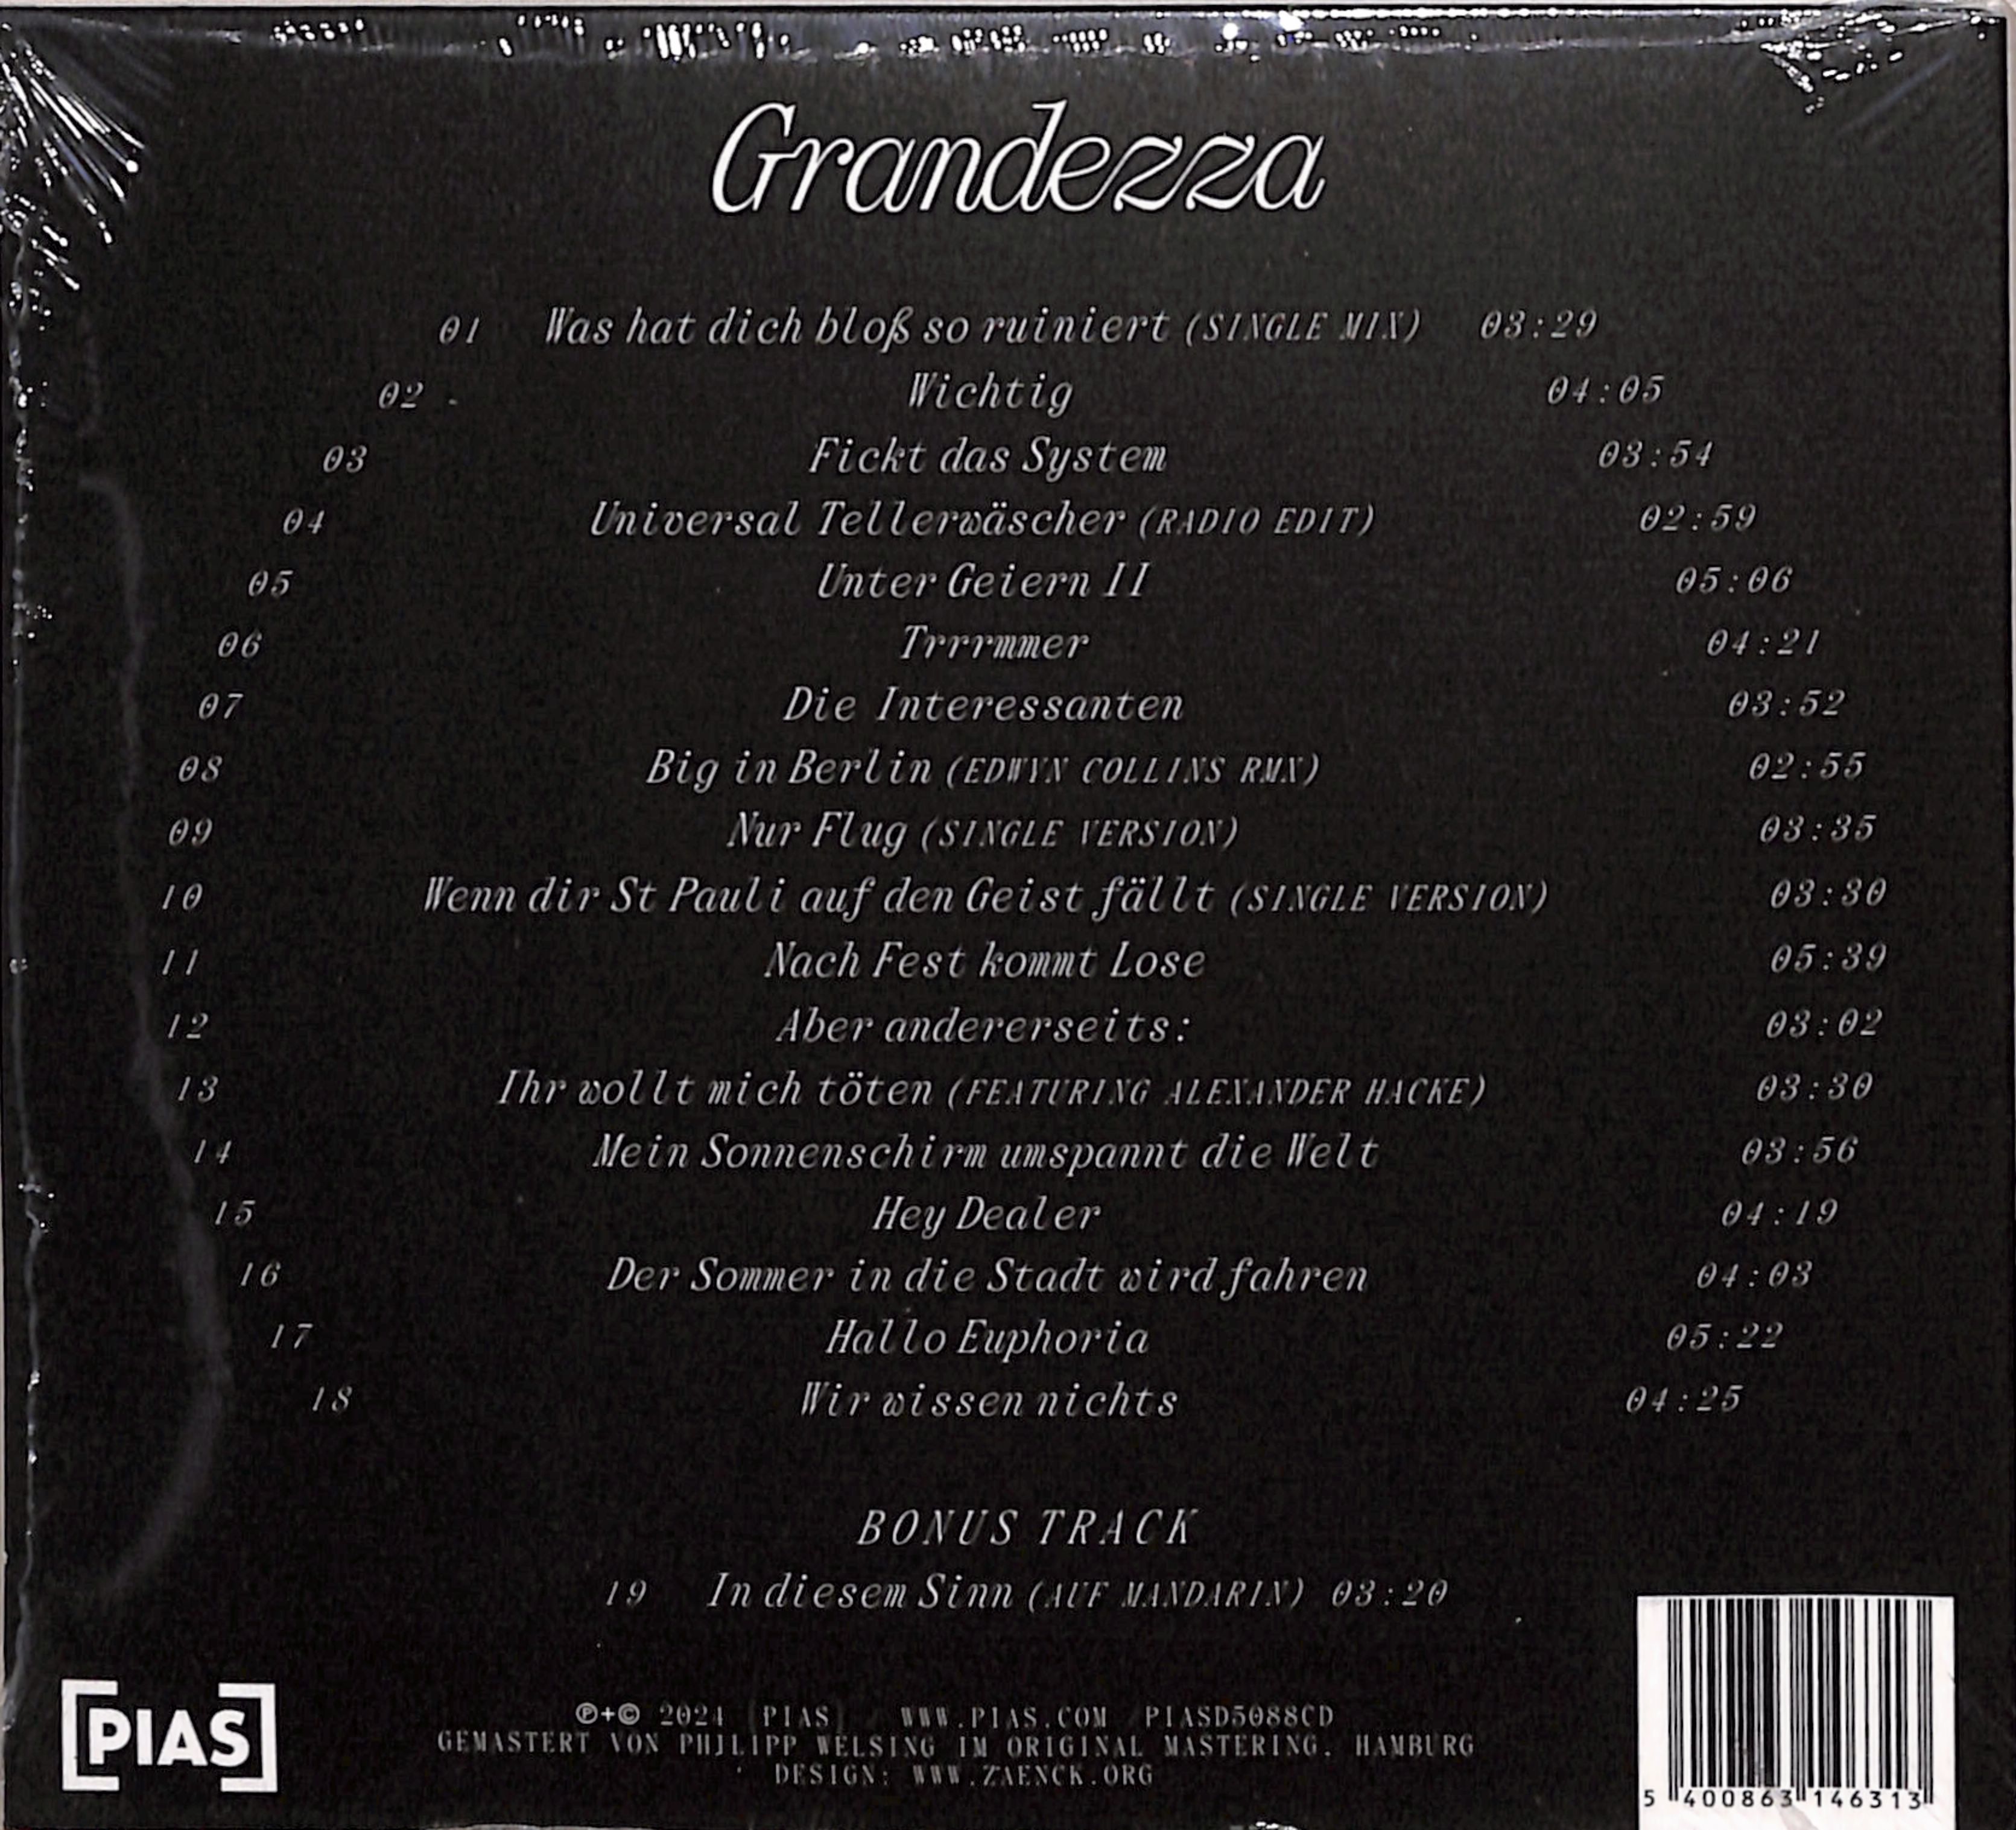 Grandezza
01 Was hat dich bloß so ruiniert (SINGLE MIX) 03:29
02 Wichtig 04:05
03 Fickt das System 03:54
04 Universal Tellerwäscher (RADIO EDIT) 02:59
05 Unter Geiern II 05:06
06 Trrrmmer 04:21
07 Die Interessanten 03:52
08 Big in Berlin (EDWYN COLLINS RMX) 02:55
09 Nur Flug (SINGLE VERSION) 03:35
10 Wenn dir St Pauli auf den Geist fällt (SINGLE VERSION) 03:30
11 Nach Fest kommt Lose 05:39
12 Aber andererseits: 03:02
13 Ihr wollt mich töten (FEATURING ALEXANDER HACKE) 03:30
14 Mein Sonnenschirm umspannt die Welt 03:56
15 Hey Dealer 04:19
16 Der Sommer in die Stadt wird fahren 04:03
17 Hallo Euphoria 05:22
18 Wir wissen nichts 04:25
BONUS TRACK
19 In diesem Sinn (AUF MANDARIN) 03:20
[PIAS]
℗+© 2024 [PIAS] WWW.PIAS.COM PIASD5088CD
GEMASTERT VON PHILIPP WELSING IM ORIGINAL MASTERING, HAMBURG
DESIGN: WWW.ZAENCK.ORG
5 400863 146313